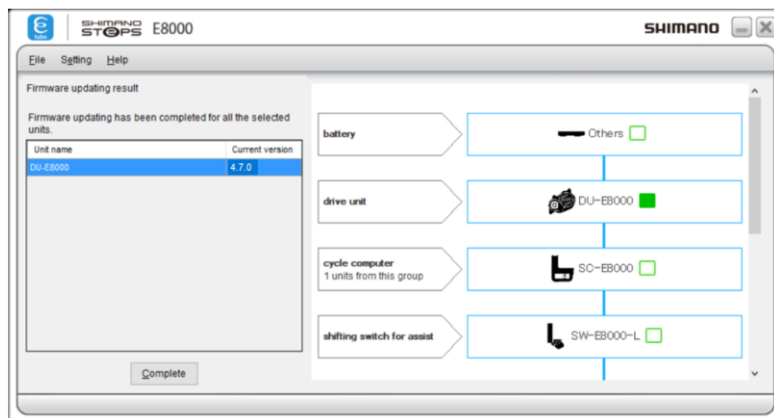 e
tube
SHIMANO
STEPS E8000
SHIMANO
File Setting Help
Firmware updating result
Firmware updating has been completed for all the selected
units.
Unit name Current version
DU-E8000 4.7.0
Complete
battery
Others
drive unit
DU-E8000
cycle computer
1 units from this group
SC-E8000
shifting switch for assist
SW-E8000-L